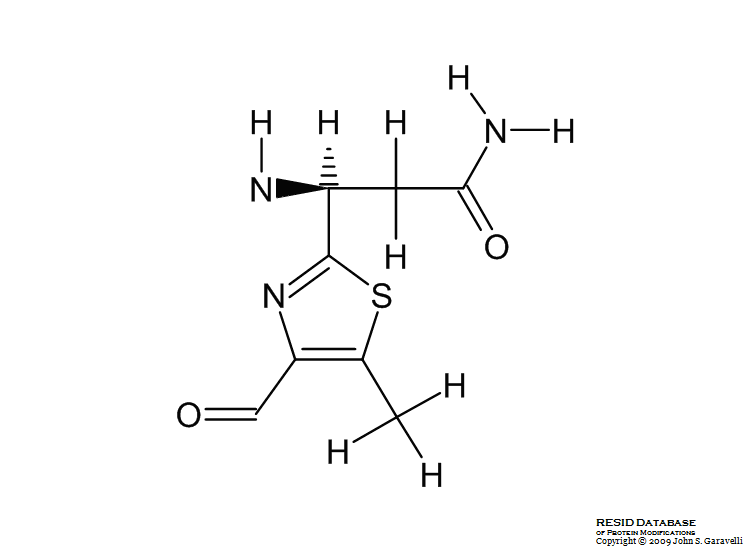 H
H H H N H
N
O
H
N S
H
O
H
H
RESID DATABASE
OF PROTEIN MODIFICATIONS
Copyright © 2009 John S. Garavelli